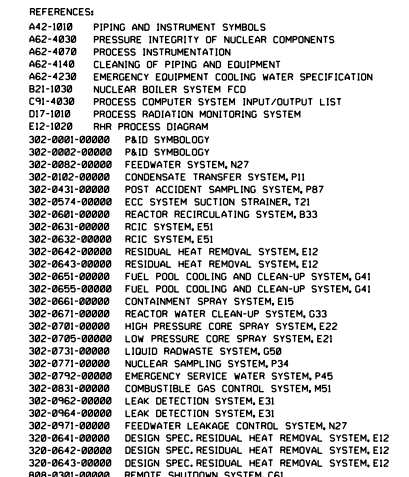 REFERENCES:
A42-1010 PIPING AND INSTRUMENT SYMBOLS
A62-4030 PRESSURE INTEGRITY OF NUCLEAR COMPONENTS
A62-4070 PROCESS INSTRUMENTATION
A62-4140 CLEANING OF PIPING AND EQUIPMENT
A62-4230 EMERGENCY EQUIPMENT COOLING WATER SPECIFICATION
B21-1030 NUCLEAR BOILER SYSTEM FCD
C91-4030 PROCESS COMPUTER SYSTEM INPUT/OUTPUT LIST
D17-1010 PROCESS RADIATION MONITORING SYSTEM
E12-1020 RHR PROCESS DIAGRAM
302-0001-00000 P&ID SYMBOLOGY
302-0002-00000 P&ID SYMBOLOGY
302-0082-00000 FEEDWATER SYSTEM, N27
302-0102-00000 CONDENSATE TRANSFER SYSTEM, P11
302-0431-00000 POST ACCIDENT SAMPLING SYSTEM, P87
302-0574-00000 ECC SYSTEM SUCTION STRAINER, T21
302-0601-00000 REACTOR RECIRCULATING SYSTEM, B33
302-0631-00000 RCIC SYSTEM, E51
302-0632-00000 RCIC SYSTEM, E51
302-0642-00000 RESIDUAL HEAT REMOVAL SYSTEM, E12
302-0643-00000 RESIDUAL HEAT REMOVAL SYSTEM, E12
302-0651-00000 FUEL POOL COOLING AND CLEAN-UP SYSTEM, G41
302-0655-00000 FUEL POOL COOLING AND CLEAN-UP SYSTEM, G41
302-0661-00000 CONTAINMENT SPRAY SYSTEM, E15
302-0671-00000 REACTOR WATER CLEAN-UP SYSTEM, G33
302-0701-00000 HIGH PRESSURE CORE SPRAY SYSTEM, E22
302-0705-00000 LOW PRESSURE CORE SPRAY SYSTEM, E21
302-0731-00000 LIQUID RADWASTE SYSTEM, G50
302-0771-00000 NUCLEAR SAMPLING SYSTEM, P34
302-0792-00000 EMERGENCY SERVICE WATER SYSTEM, P45
302-0831-00000 COMBUSTIBLE GAS CONTROL SYSTEM, M51
302-0962-00000 LEAK DETECTION SYSTEM, E31
302-0964-00000 LEAK DETECTION SYSTEM, E31
302-0971-00000 FEEDWATER LEAKAGE CONTROL SYSTEM, N27
320-0641-00000 DESIGN SPEC. RESIDUAL HEAT REMOVAL SYSTEM, E12
320-0642-00000 DESIGN SPEC. RESIDUAL HEAT REMOVAL SYSTEM, E12
320-0643-00000 DESIGN SPEC. RESIDUAL HEAT REMOVAL SYSTEM, E12
808-0301-00000 REMOTE SHUTDOWN SYSTEM, C61